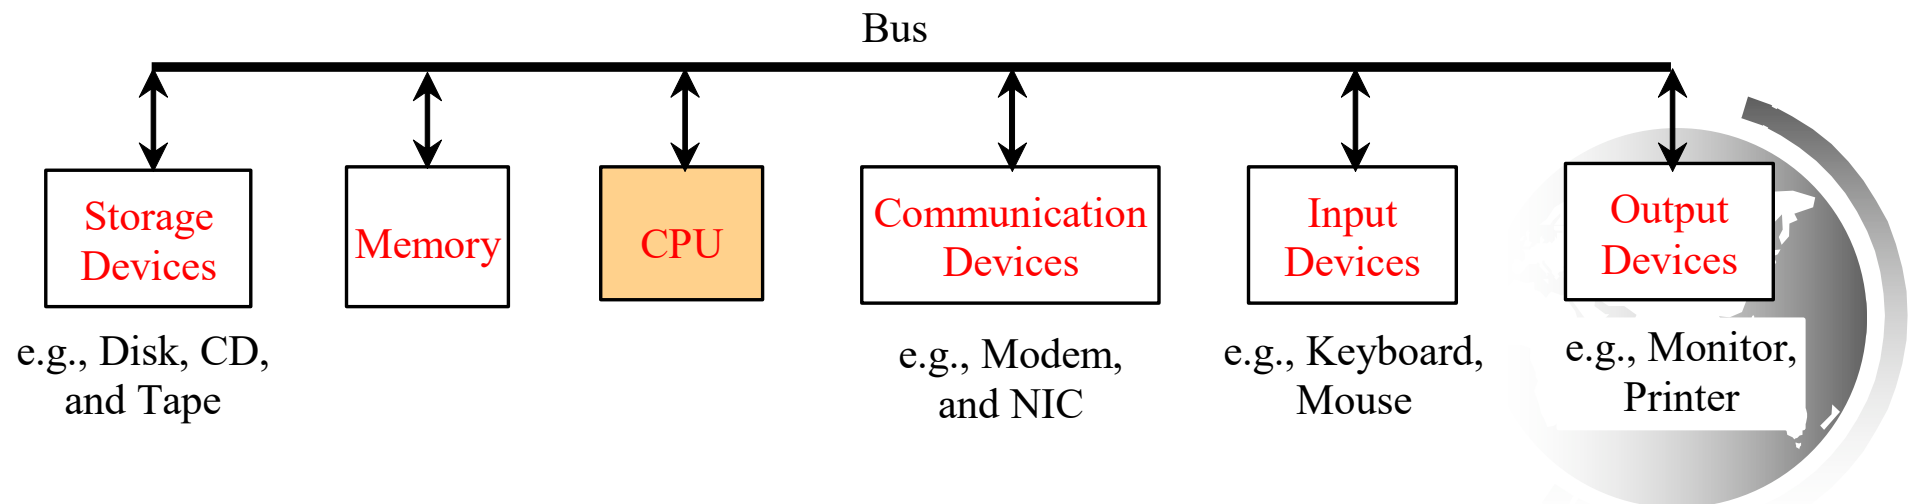 Bus
Storage
Devices
Memory
CPU
Communication
Devices
Input
Devices
Output
Devices
e.g., Disk, CD,
and Tape
e.g., Modem,
and NIC
e.g., Keyboard,
Mouse
e.g., Monitor,
Printer